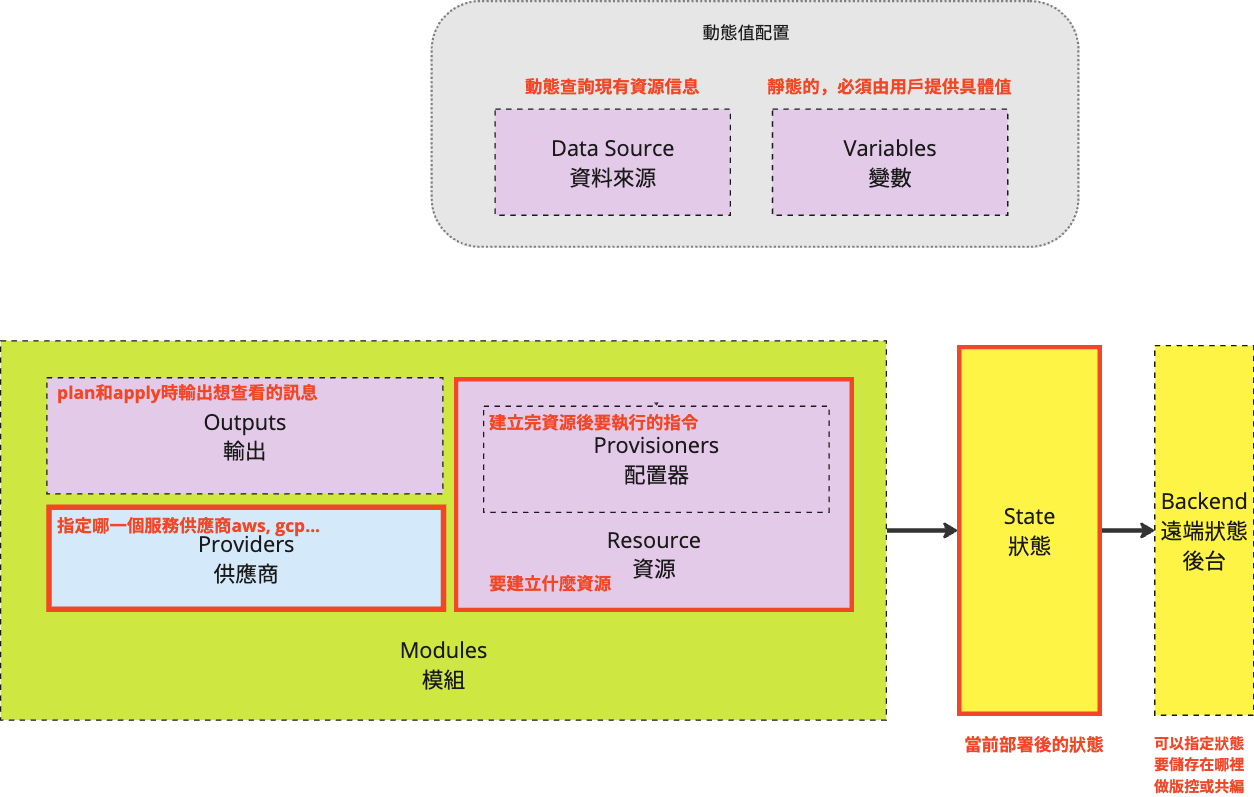 動態值配置
動態查詢現有資源信息
靜態的，必須由用戶提供具體值
Data Source
資料來源
Variables
變數
plan和apply時輸出想查看的訊息
Outputs
輸出
建立完資源後要執行的指令
Provisioners
配置器
指定哪一個服務供應商aws, gcp...
Providers
供應商
Resource
資源
要建立什麼資源
Modules
模組
State
狀態
當前部署後的狀態
Backend
遠端狀態
後台
可以指定狀態
要儲存在哪裡
做版控或共編